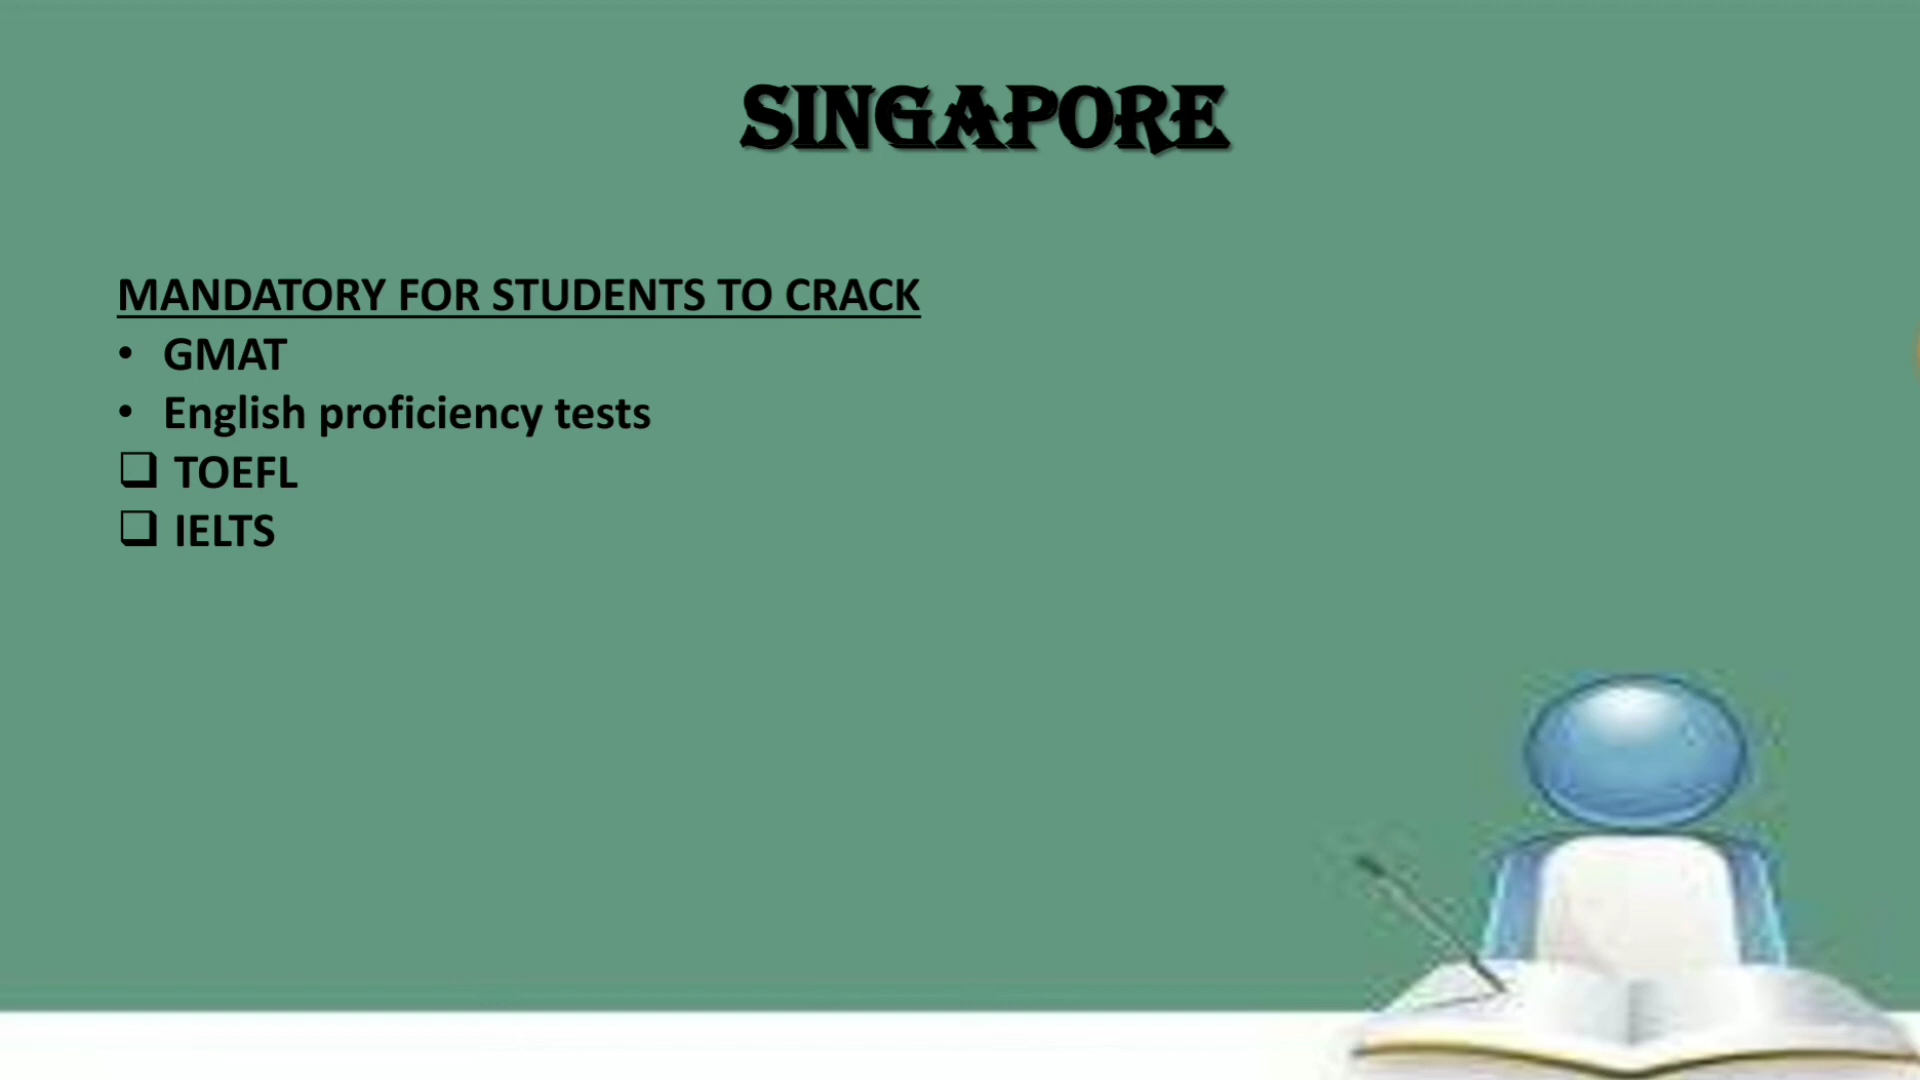 SINGAPORE
MANDATORY FOR STUDENTS TO CRACK
• GMAT
• English proficiency tests
❑ TOEFL
❑ IELTS